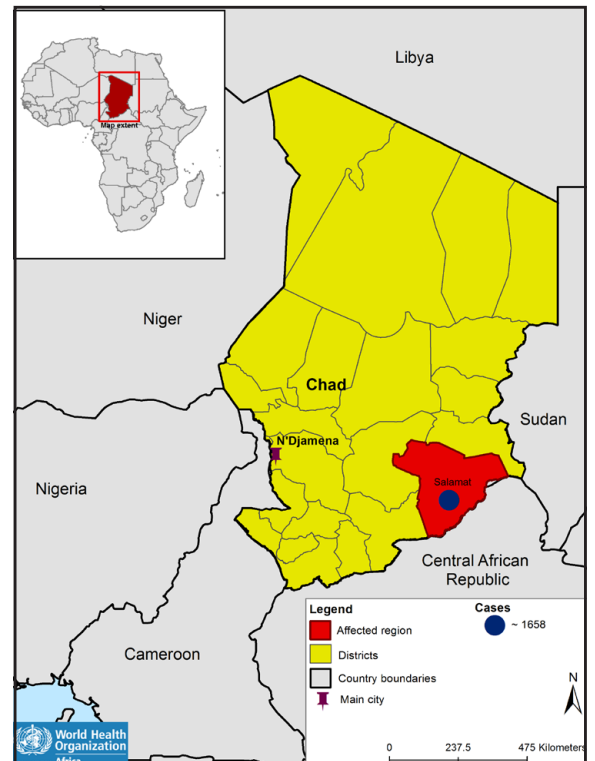 Libya
Map extent
Niger
Chad
Sudan
N'Djamena
Nigeria
Salamat
Central African
Republic
Cameroon
Legend
Affected region
Districts
Country boundaries
Main city
Cases
~ 1658
N
0 237.5 475 Kilometers
World Health
Organization
Africa